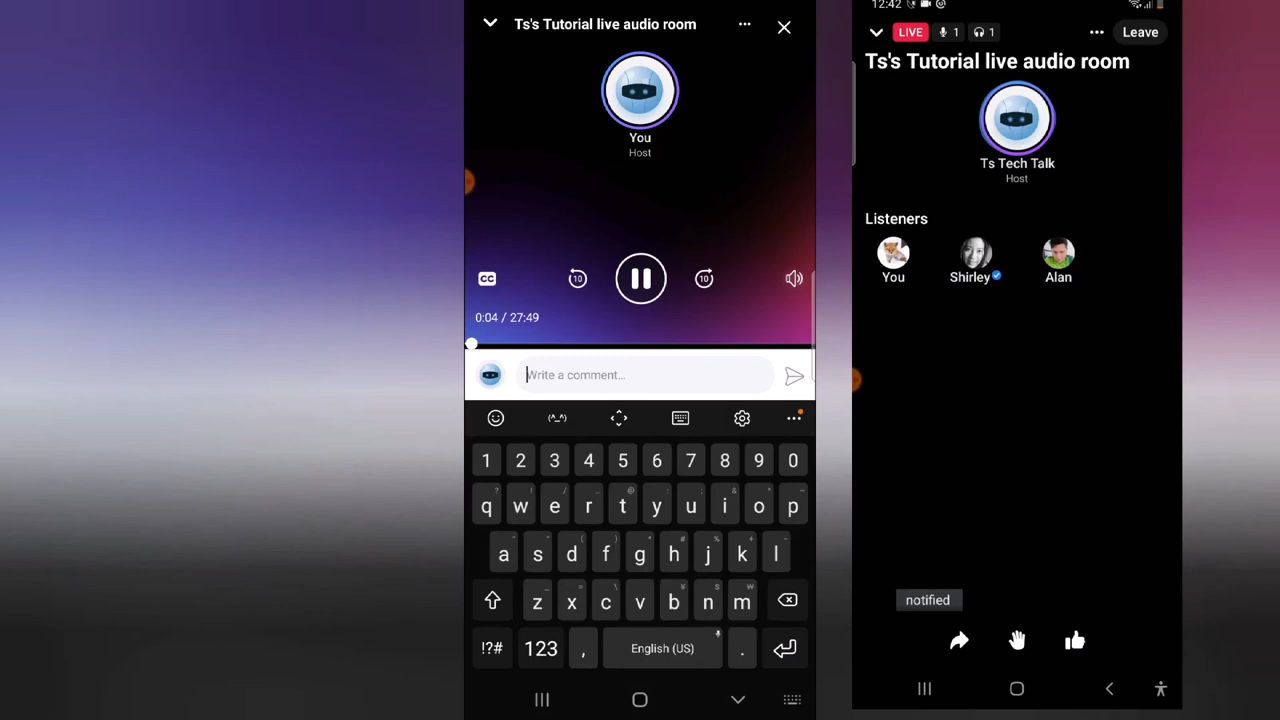 Ts's Tutorial live audio room
You
Host
CC
10
10
0:04 / 27:49
Write a comment...
(^_^)
1 2 3 4 5 6 7 8 9 0
q w e r t y u i o p
a s d f g h j k l
z x c v b n m
!?# 123 , English (US) .
12:42
LIVE 1 1 Leave
Ts's Tutorial live audio room
Ts Tech Talk
Host
Listeners
You Shirley Alan
notified